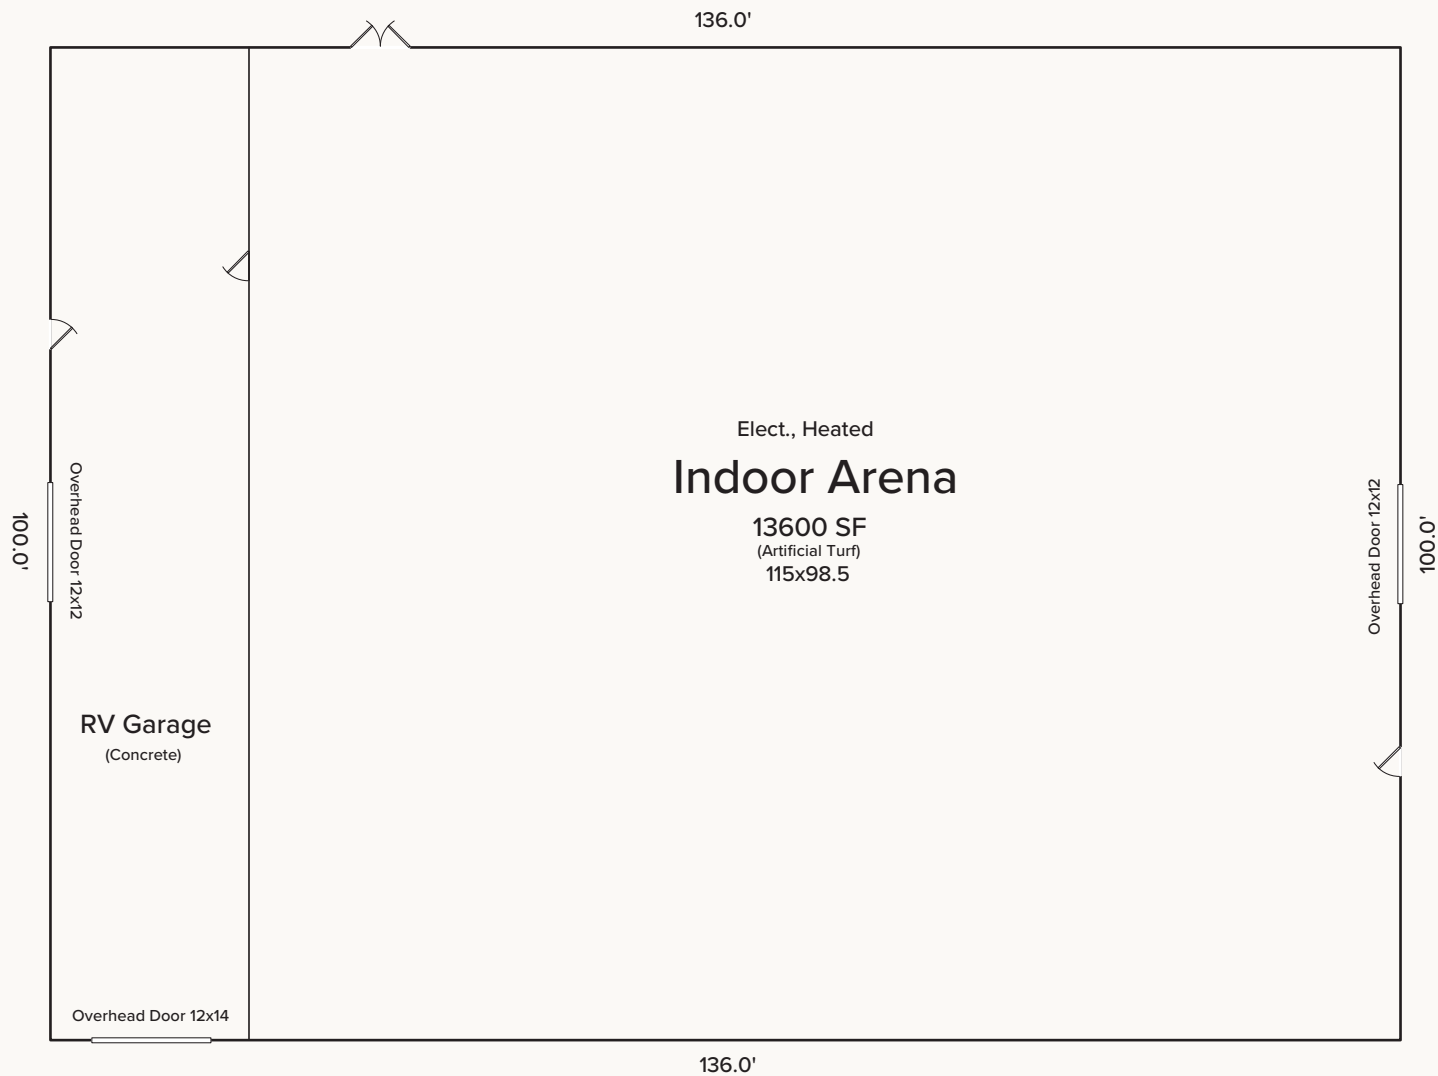 136.0'
Elect., Heated
Indoor Arena
13600 SF
(Artificial Turf)
115x98.5
Overhead Door 12x12
100.0'
Overhead Door 12x12
100.0'
RV Garage
(Concrete)
Overhead Door 12x14
136.0'